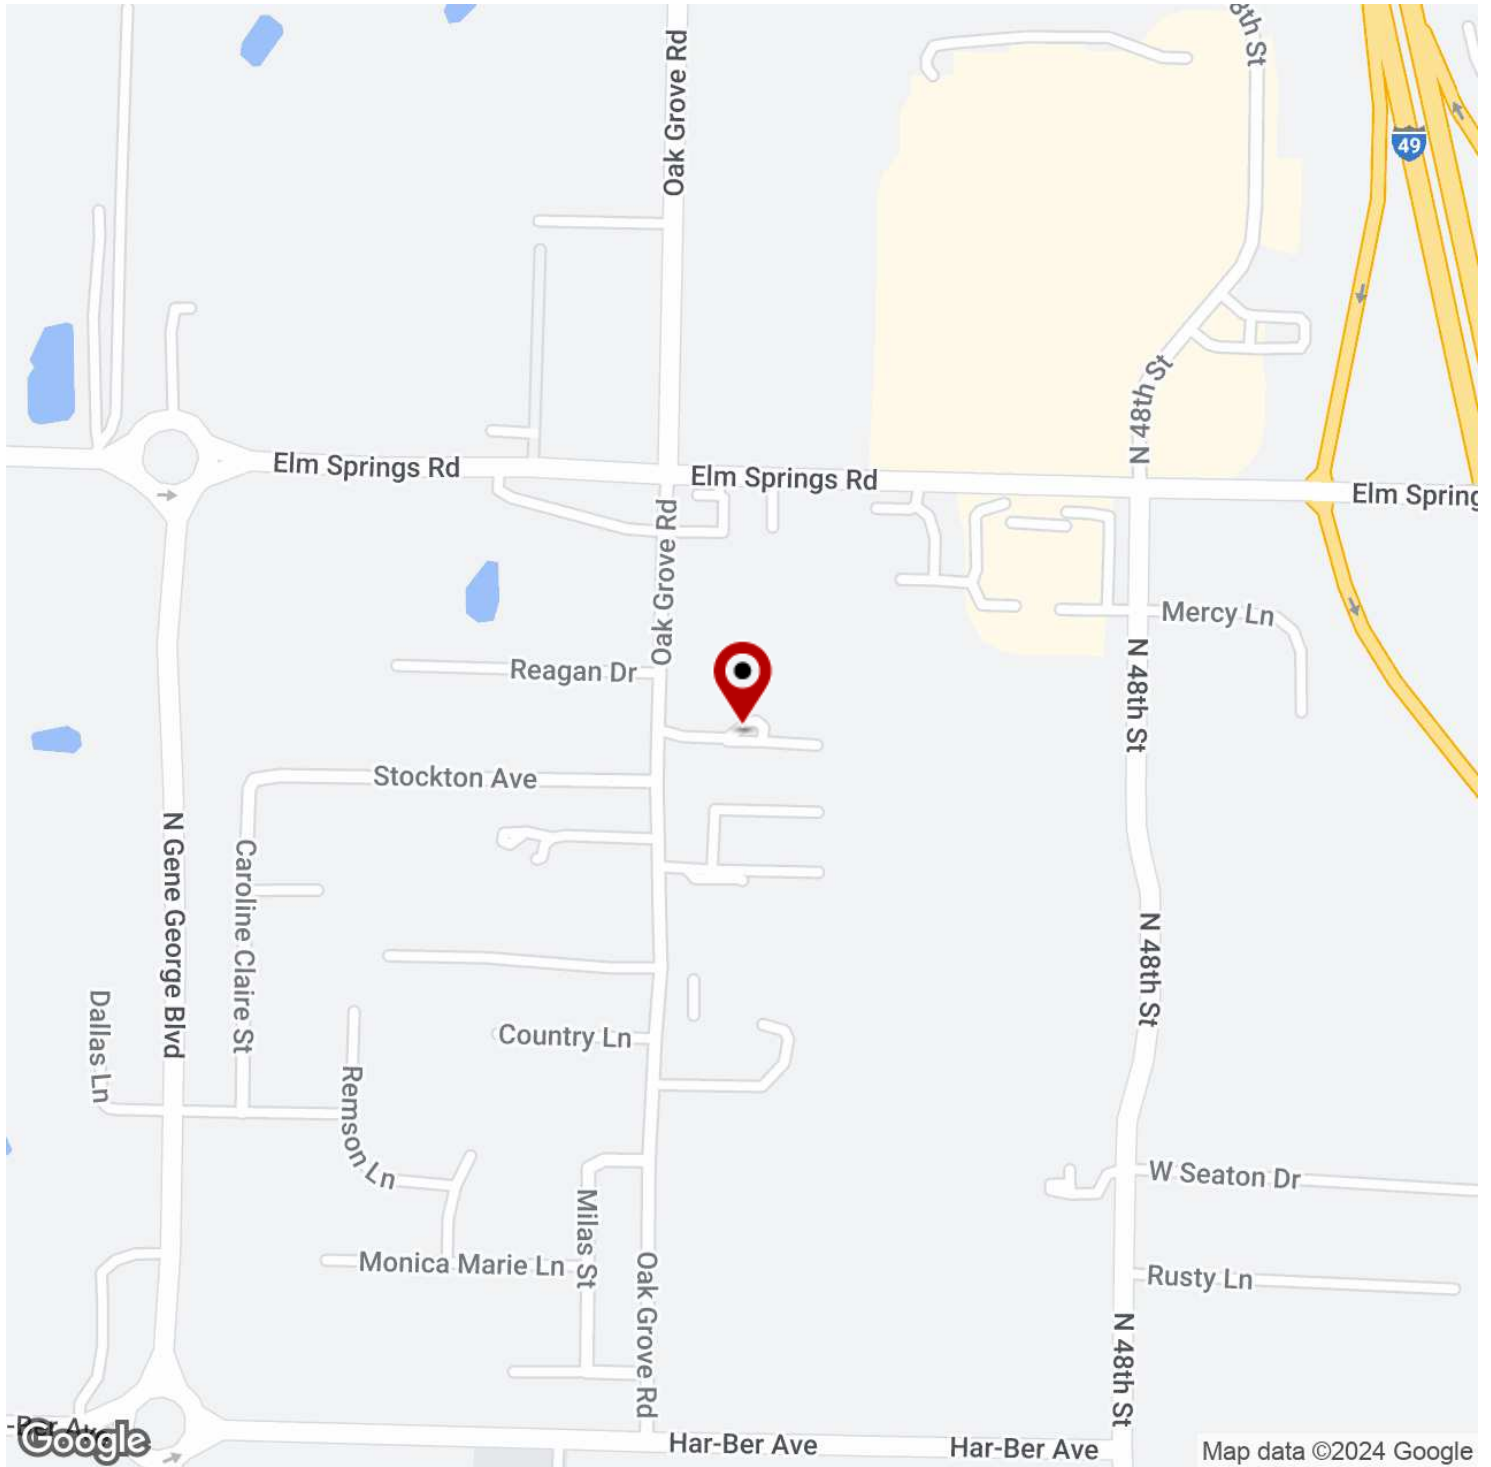 8th St
Oak Grove Rd
49
N 48th St
Elm Springs Rd
Elm Springs Rd
Elm Spring
Oak Grove Rd
Mercy Ln
Reagan Dr
N 48th St
Stockton Ave
N Gene George Blvd
Caroline Claire St
N 48th St
Dallas Ln
Country Ln
Remson Ln
W Seaton Dr
Milas St
Monica Marie Ln
Oak Grove Rd
Rusty Ln
N 48th St
-Ber Ave
Google
Har-Ber Ave
Har-Ber Ave
Map data ©2024 Google